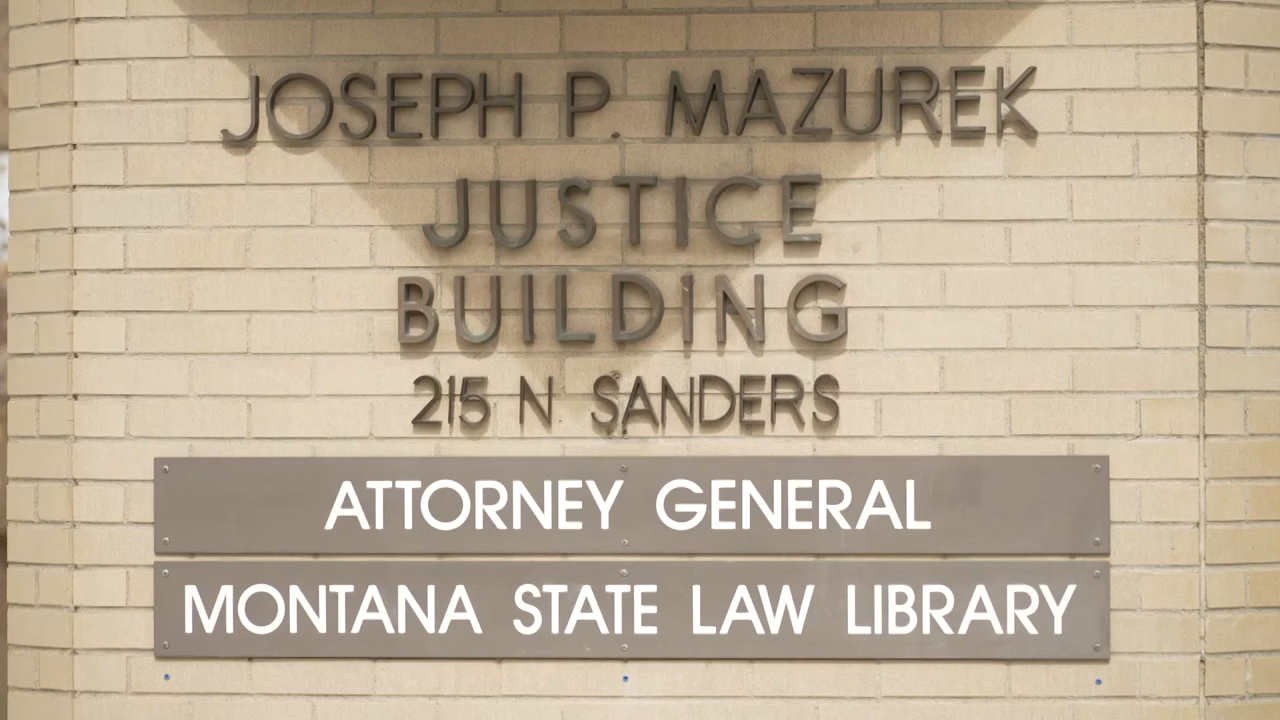 JOSEPH P. MAZUREK
JUSTICE
BUILDING
215 N SANDERS
ATTORNEY GENERAL
MONTANA STATE LAW LIBRARY